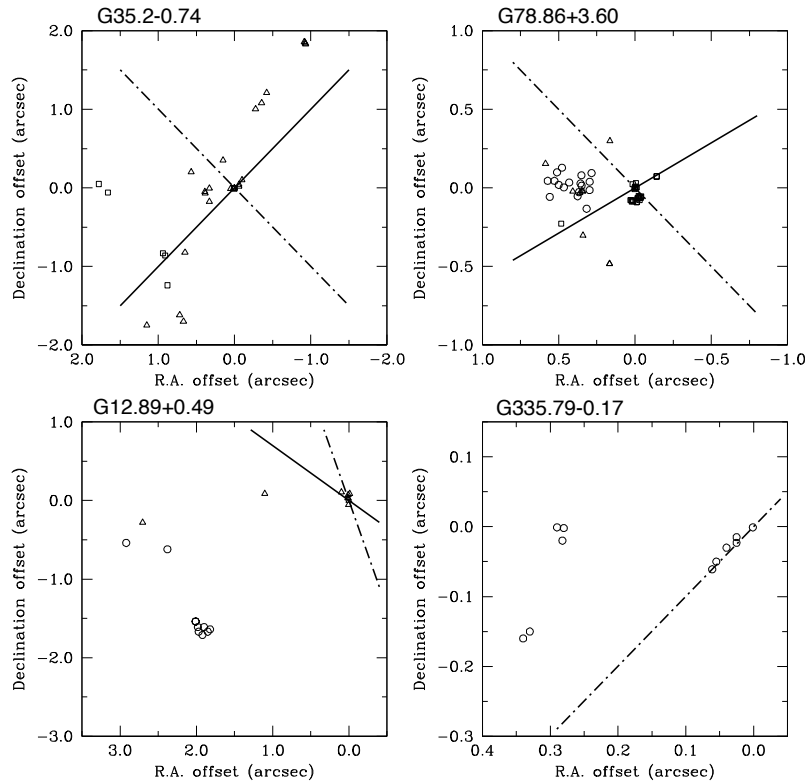 G35.2-0.74
2.0
1.0
0.0
−1.0
−2.0
2.0 1.0 0.0 −1.0 −2.0
R.A. offset (arcsec)
Declination offset (arcsec)
G78.86+3.60
1.0
0.5
0.0
−0.5
−1.0
1.0 0.5 0.0 −0.5 −1.0
R.A. offset (arcsec)
Declination offset (arcsec)
G12.89+0.49
1.0
0.0
−1.0
−2.0
−3.0
3.0 2.0 1.0 0.0
R.A. offset (arcsec)
Declination offset (arcsec)
G335.79-0.17
0.1
0.0
−0.1
−0.2
−0.3
0.4 0.3 0.2 0.1 0.0
R.A. offset (arcsec)
Declination offset (arcsec)